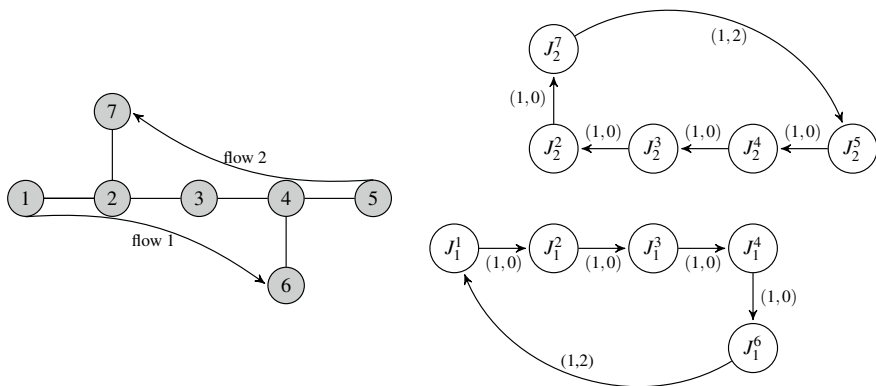 7
flow 2
1 2 3 4 5
flow 1
6
J_2^7
(1,2)
(1,0)
(1,0) (1,0) (1,0)
J_2^2 J_2^3 J_2^4 J_2^5
J_1^1 J_1^2 J_1^3 J_1^4
(1,0) (1,0) (1,0)
(1,0)
(1,2)
J_1^6